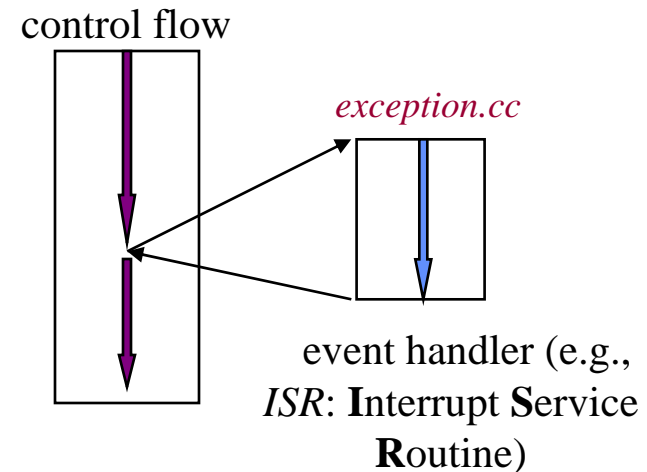 control flow
exception.cc
event handler (e.g.,
ISR: Interrupt Service
Routine)